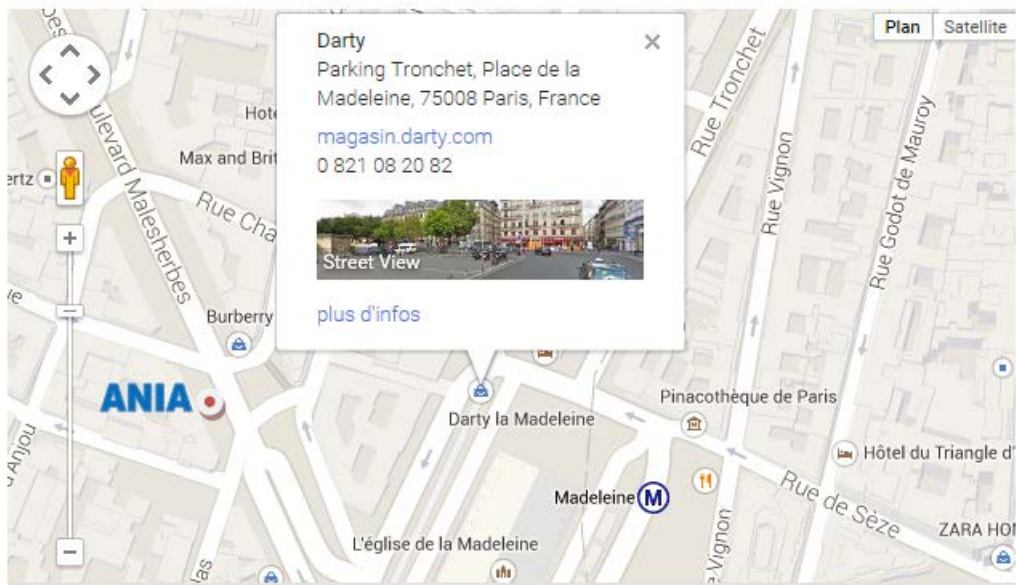 Plan
Satellite
Darty
Parking Tronchet, Place de la
Madeleine, 75008 Paris, France
magasin.darty.com
0 821 08 20 82
Street View
plus d'infos
Boulevard Malesherbes
Max and Brit
Rue Cha
Burberry
ANIA
Darty la Madeleine
Rue Tronchet
Rue Vignon
Rue Godot de Mauroy
Pinacothèque de Paris
Hôtel du Triangle d'
Madeleine M
Rue de Sèze
ZARA HO
L'église de la Madeleine
d'Anjou